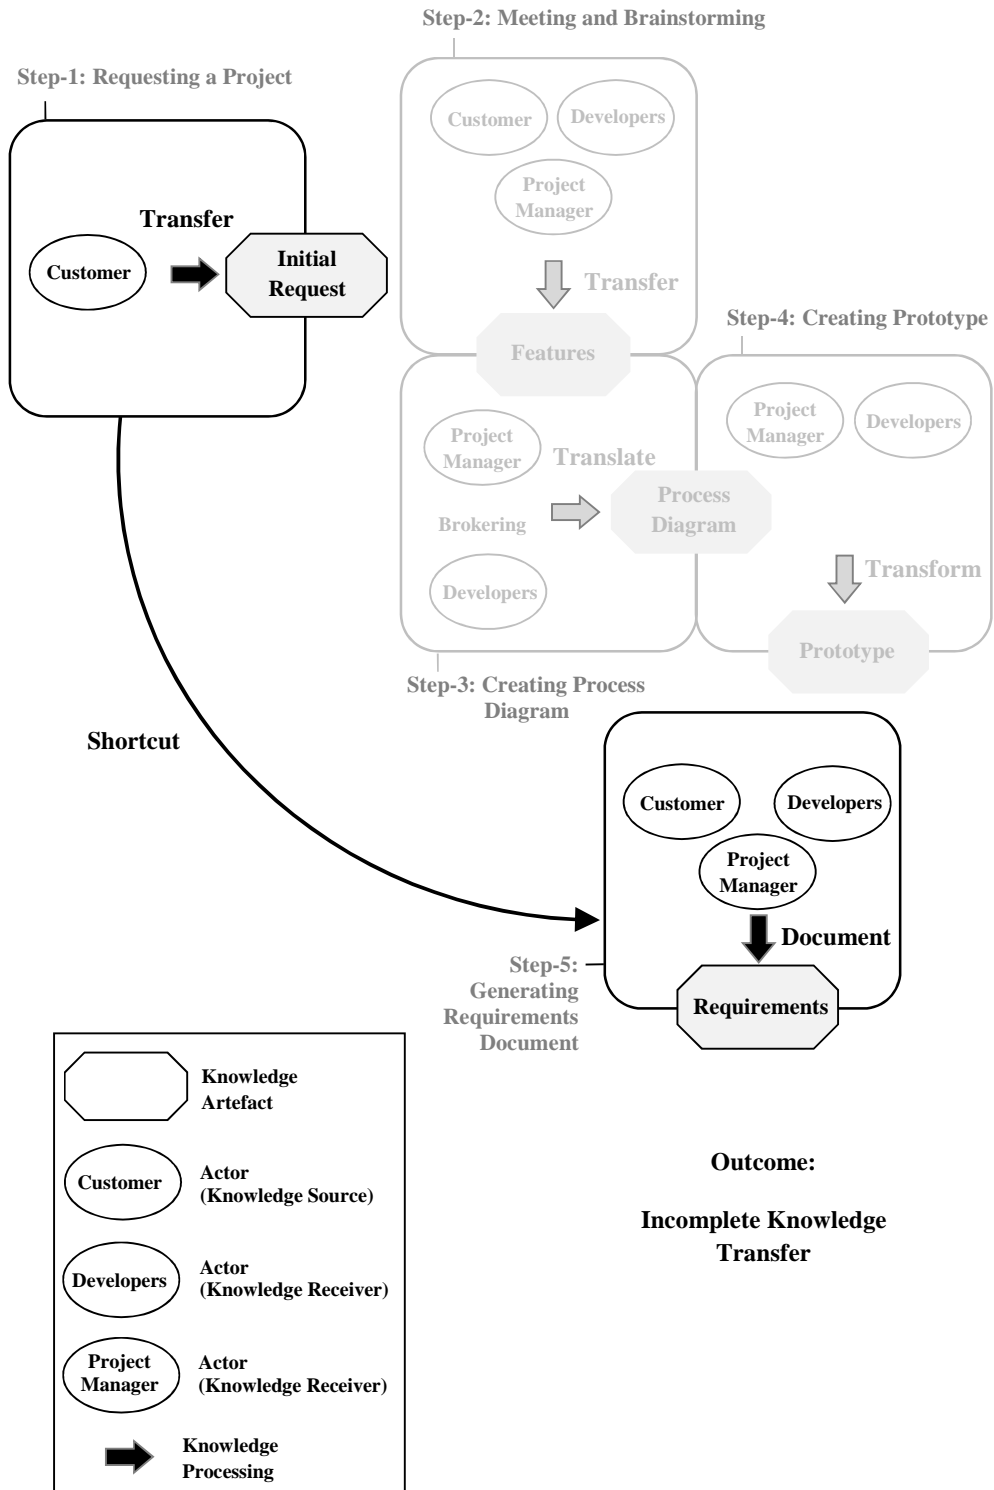 Step-2: Meeting and Brainstorming
Step-1: Requesting a Project
Customer
Developers
Project
Manager
Transfer
Customer
Initial
Request
Transfer
Features
Step-4: Creating Prototype
Project
Manager
Developers
Project
Manager
Translate
Brokering
Process
Diagram
Developers
Transform
Prototype
Step-3: Creating Process
Diagram
Shortcut
Customer
Developers
Project
Manager
Document
Step-5:
Generating
Requirements
Document
Requirements
Knowledge
Artefact
Customer
Actor
(Knowledge Source)
Developers
Actor
(Knowledge Receiver)
Project
Manager
Actor
(Knowledge Receiver)
Knowledge
Processing
Outcome:
Incomplete Knowledge
Transfer